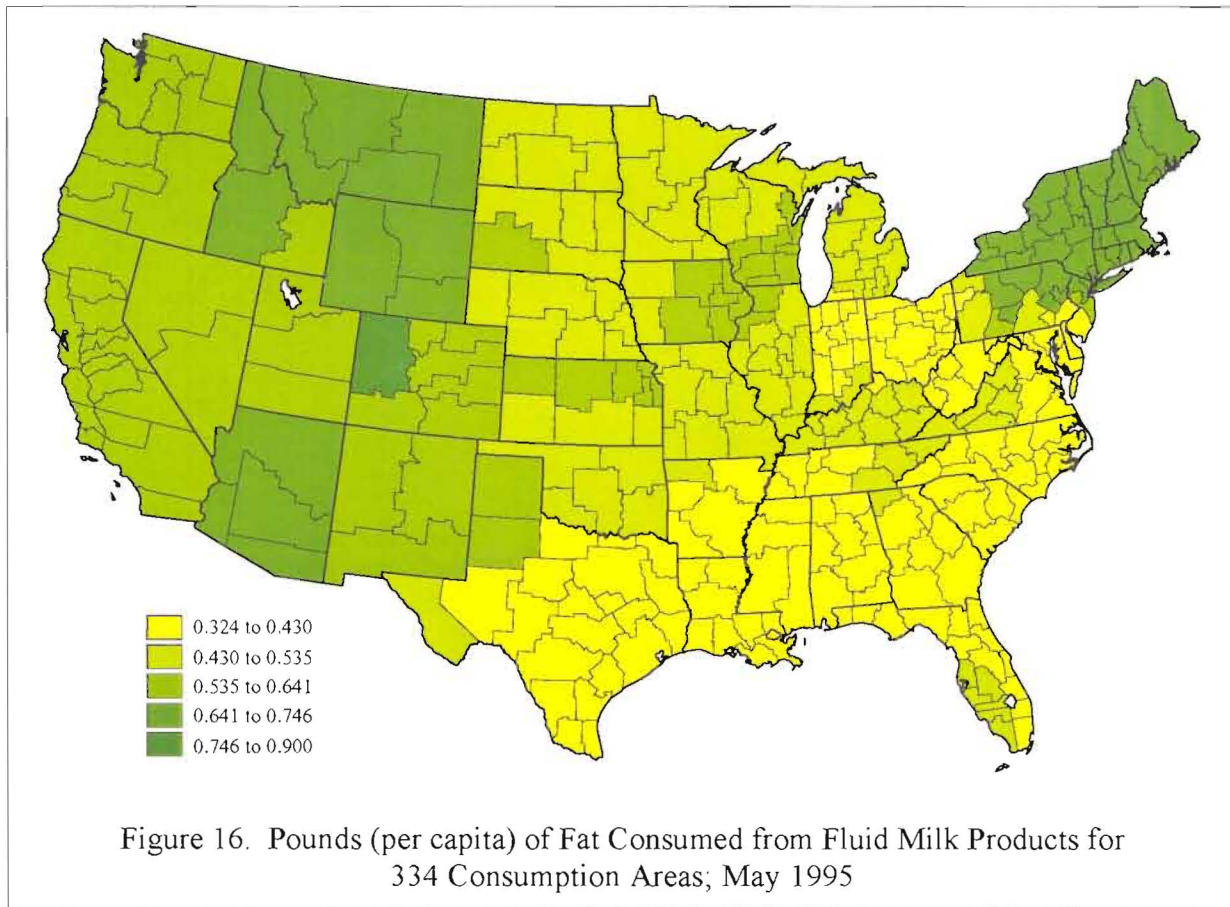 0.324 to 0.430
0.430 to 0.535
0.535 to 0.641
0.641 to 0.746
0.746 to 0.900
Figure 16. Pounds (per capita) of Fat Consumed from Fluid Milk Products for
334 Consumption Areas; May 1995